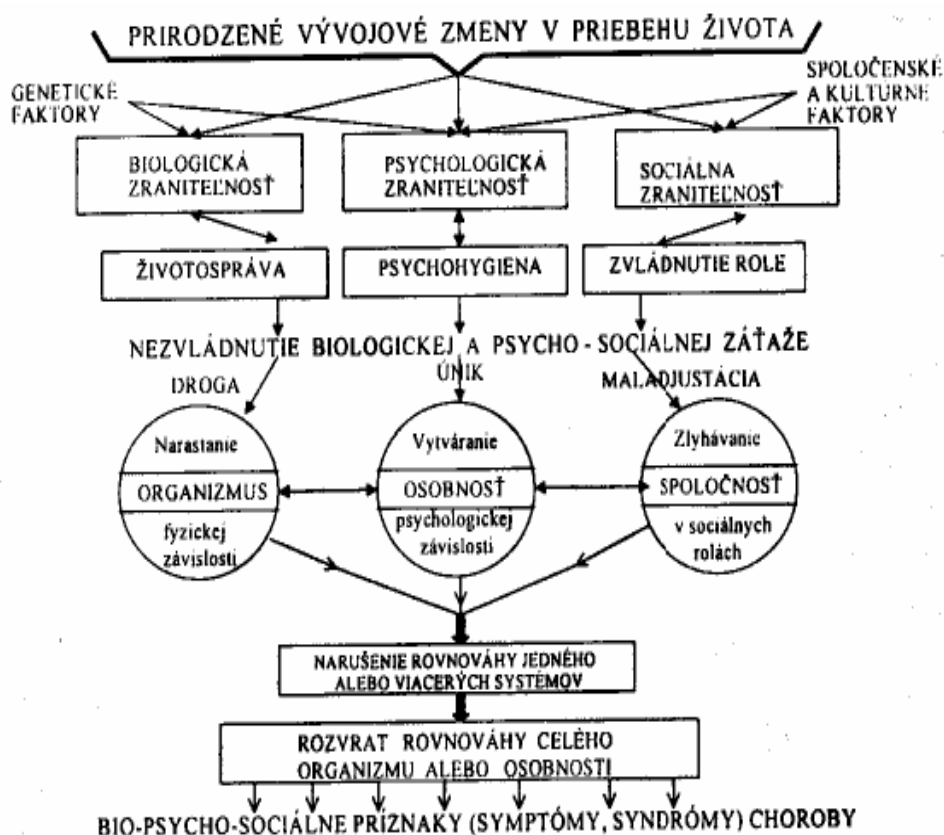 PRIRODZENÉ VÝVOJOVÉ ZMENY V PRIEBEHU ŽIVOTA
GENETICKÉ
FAKTORY
SPOLOČENSKÉ
A KULTURNE
FAKTORY
BIOLOGICKÁ
ZRANITEĽNOSŤ
PSYCHOLOGICKÁ
ZRANITEĽNOSŤ
SOCIÁLNA
ZRANITEĽNOSŤ
ŽIVOTOSPRÁVA
PSYCHOHYGIENA
ZVLÁDNUTIE ROLE
NEZVLÁDNUTIE BIOLOGICKEJ A PSYCHO - SOCIÁLNEJ ZÁŤAŽE
DROGA
ÚNIK
MALADJUSTÁCIA
Narastanie
ORGANIZMUS
fyzickej
závislosti
Vytváranie
OSOBNOSŤ
psychologickej
závislosti
Zlyhávanie
SPOLOČNOSŤ
v sociálnych
rolách
NARUŠENIE ROVNOVÁHY JEDNÉHO
ALEBO VIACERÝCH SYSTÉMOV
ROZVRAT ROVNOVÁHY CELÉHO
ORGANIZMU ALEBO OSOBNOSTI
BIO-PSYCHO-SOCIÁLNE PRÍZNAKY (SYMPTÓMY, SYNDRÓMY) CHOROBY